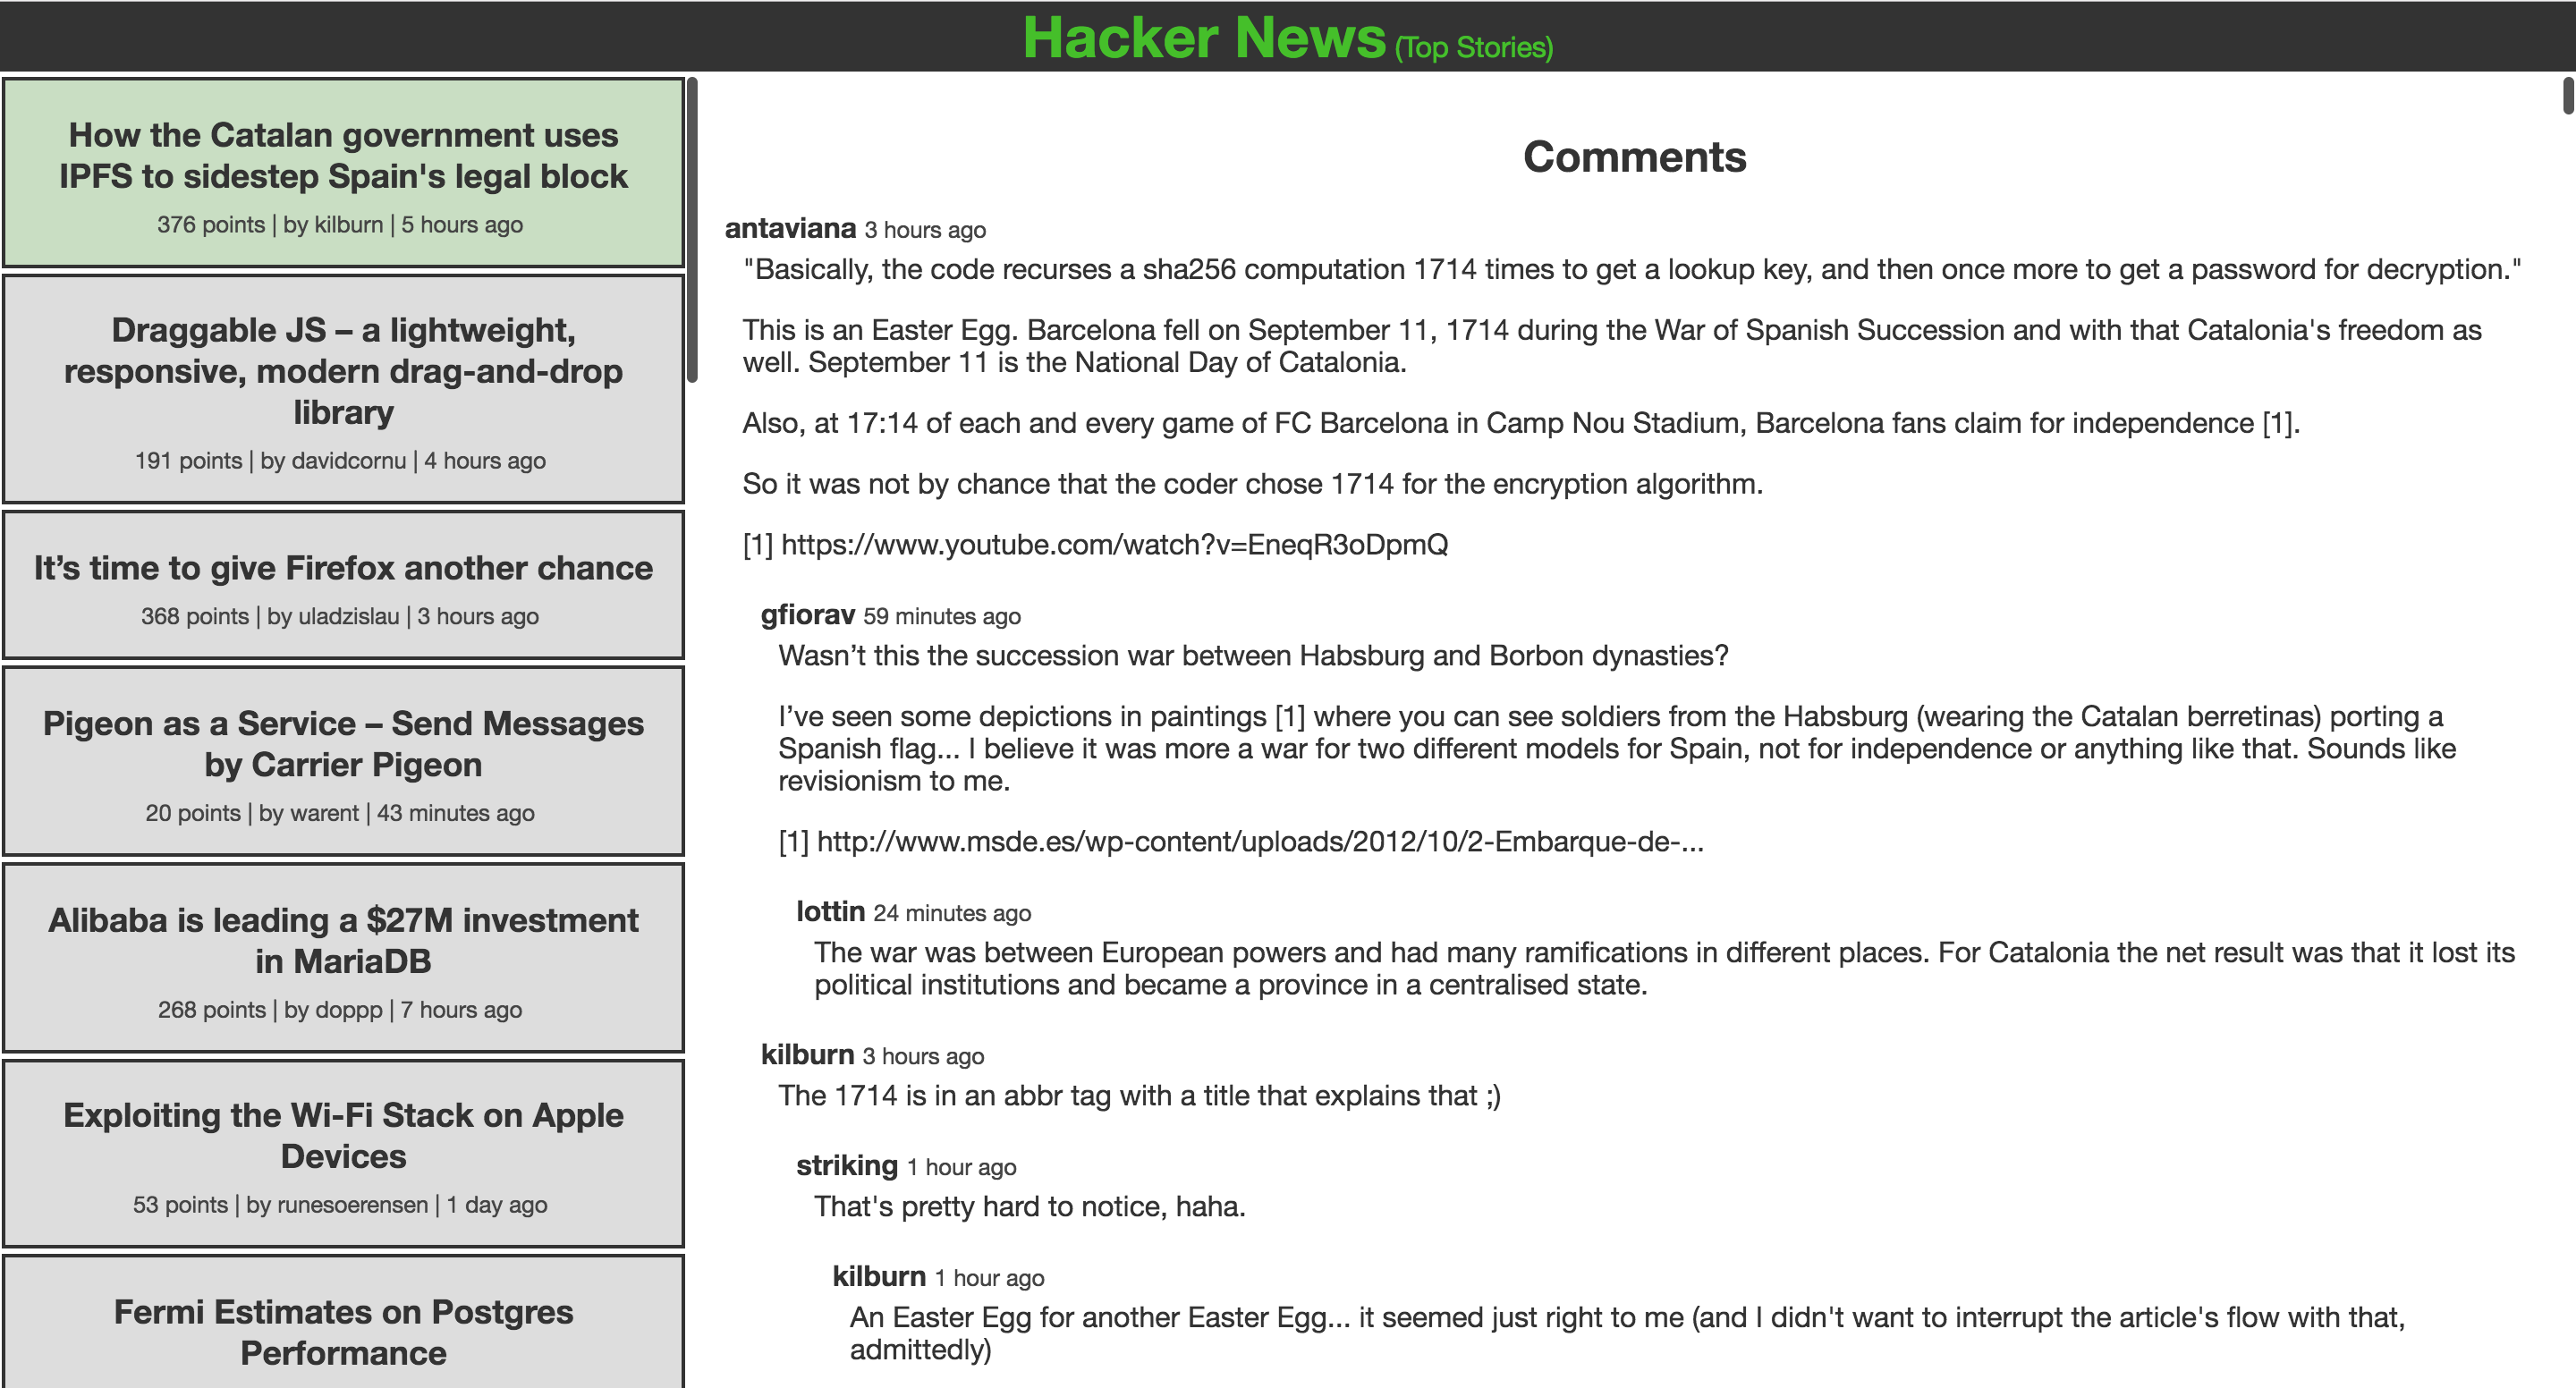 Hacker News (Top Stories)
How the Catalan government uses
IPFS to sidestep Spain's legal block
376 points | by kilburn | 5 hours ago
Draggable JS – a lightweight,
responsive, modern drag-and-drop
library
191 points | by davidcornu | 4 hours ago
It’s time to give Firefox another chance
368 points | by uladzislau | 3 hours ago
Pigeon as a Service – Send Messages
by Carrier Pigeon
20 points | by warent | 43 minutes ago
Alibaba is leading a $27M investment
in MariaDB
268 points | by doppp | 7 hours ago
Exploiting the Wi-Fi Stack on Apple
Devices
53 points | by runesoerensen | 1 day ago
Fermi Estimates on Postgres
Performance
Comments
antaviana 3 hours ago
"Basically, the code recurses a sha256 computation 1714 times to get a lookup key, and then once more to get a password for decryption."
This is an Easter Egg. Barcelona fell on September 11, 1714 during the War of Spanish Succession and with that Catalonia's freedom as
well. September 11 is the National Day of Catalonia.
Also, at 17:14 of each and every game of FC Barcelona in Camp Nou Stadium, Barcelona fans claim for independence [1].
So it was not by chance that the coder chose 1714 for the encryption algorithm.
[1] https://www.youtube.com/watch?v=EneqR3oDpmQ
gfiorav 59 minutes ago
Wasn’t this the succession war between Habsburg and Borbon dynasties?
I’ve seen some depictions in paintings [1] where you can see soldiers from the Habsburg (wearing the Catalan berretinas) porting a
Spanish flag... I believe it was more a war for two different models for Spain, not for independence or anything like that. Sounds like
revisionism to me.
[1] http://www.msde.es/wp-content/uploads/2012/10/2-Embarque-de-...
lottin 24 minutes ago
The war was between European powers and had many ramifications in different places. For Catalonia the net result was that it lost its
political institutions and became a province in a centralised state.
kilburn 3 hours ago
The 1714 is in an abbr tag with a title that explains that ;)
striking 1 hour ago
That's pretty hard to notice, haha.
kilburn 1 hour ago
An Easter Egg for another Easter Egg... it seemed just right to me (and I didn't want to interrupt the article's flow with that,
admittedly)